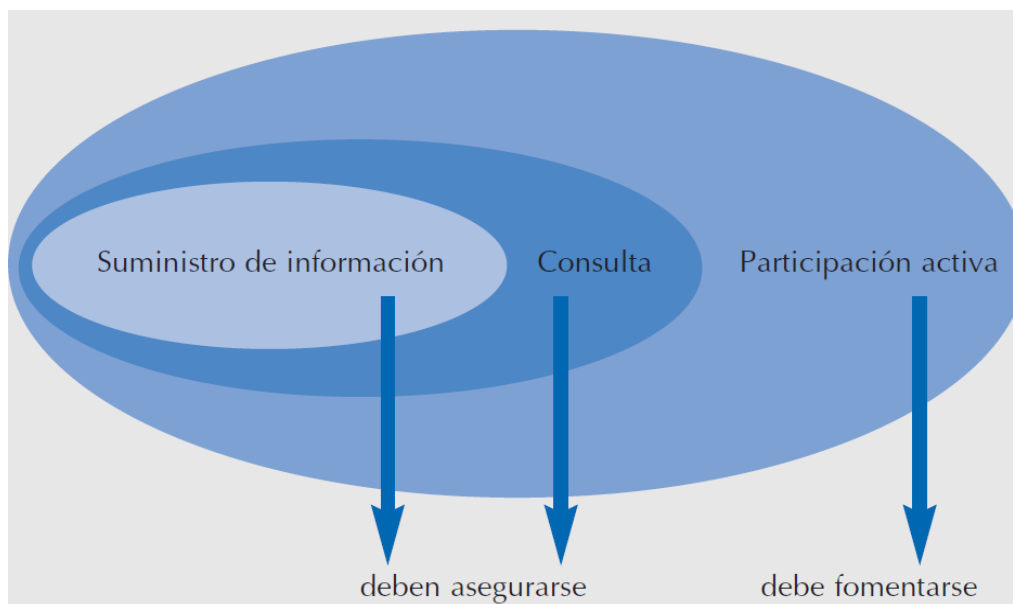 Suministro de información Consulta Participación activa
deben asegurarse debe fomentarse